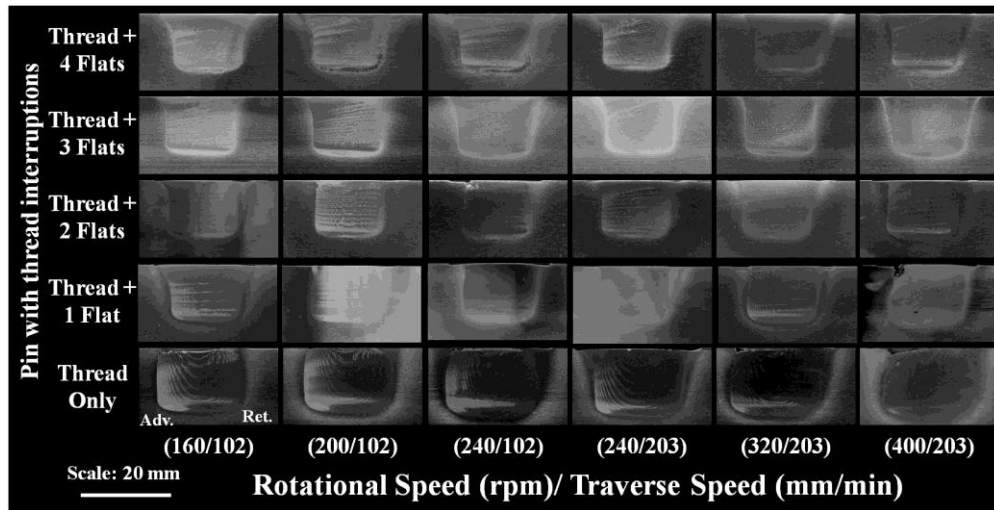 Pin with thread interruptions
Thread +
4 Flats
Thread +
3 Flats
Thread +
2 Flats
Thread +
1 Flat
Thread
Only
Adv.
Ret.
(160/102)
(200/102)
(240/102)
(240/203)
(320/203)
(400/203)
Scale: 20 mm
Rotational Speed (rpm)/ Traverse Speed (mm/min)